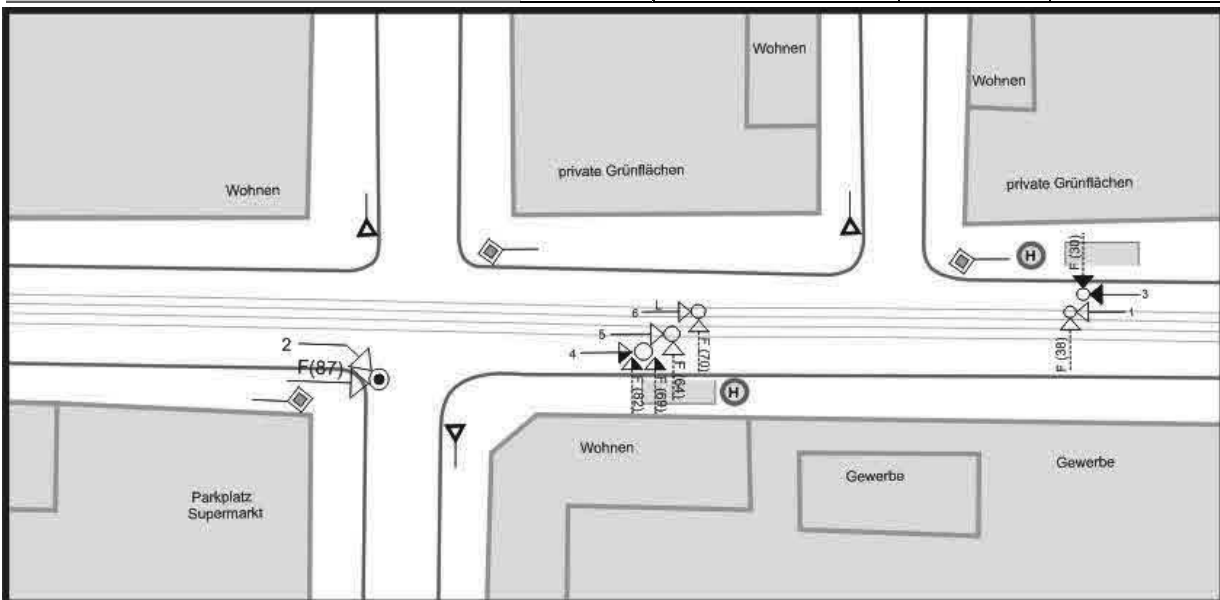 Wohnen
Wohnen
private Grünflächen
Wohnen
private Grünflächen
H
F (30)
3
1
F (38)
L
6
5
4
F (70)
F (64)
F (69)
F (82)
H
2
F(87)
Wohnen
Wohnen
Gewerbe
Gewerbe
Parkplatz
Supermarkt